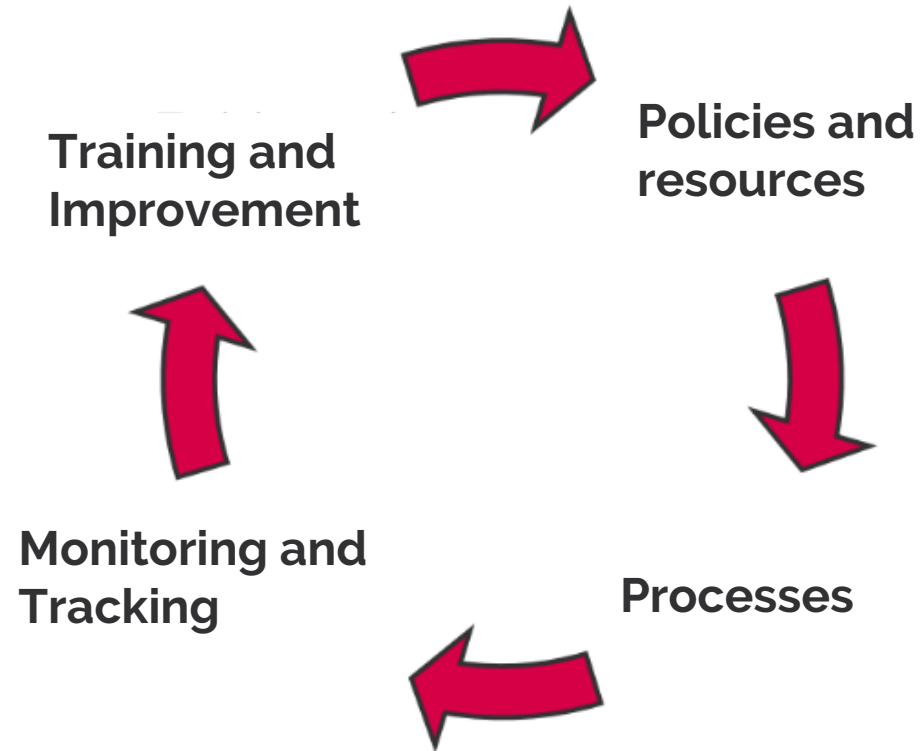 Training and
Improvement
Policies and
resources
Monitoring and
Tracking
Processes